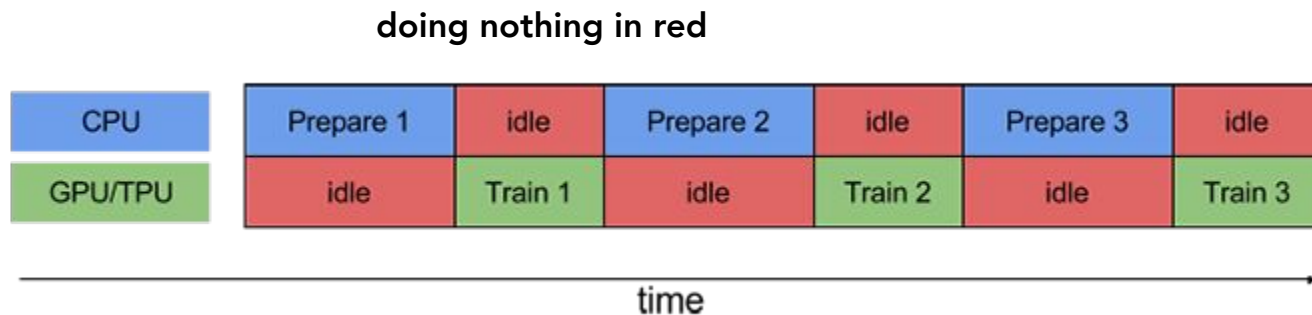 doing nothing in red
CPU Prepare 1 idle Prepare 2 idle Prepare 3 idle
GPU/TPU idle Train 1 idle Train 2 idle Train 3
time